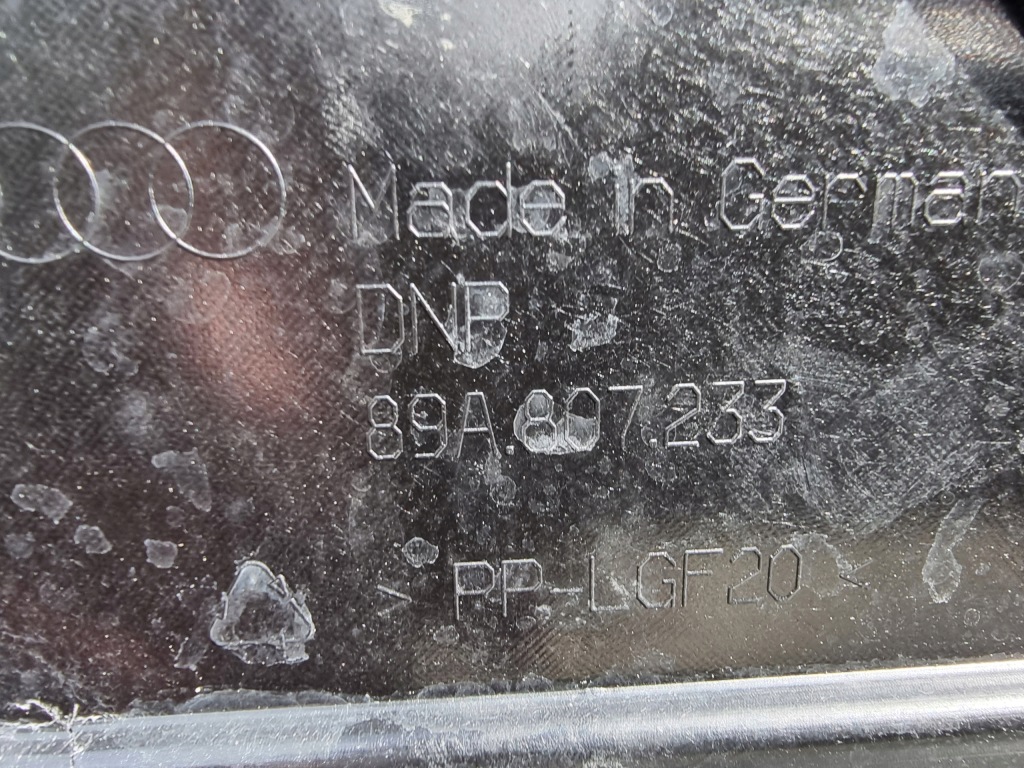 Made in German
DNP
89A.807.233
> PP-LGF20 <